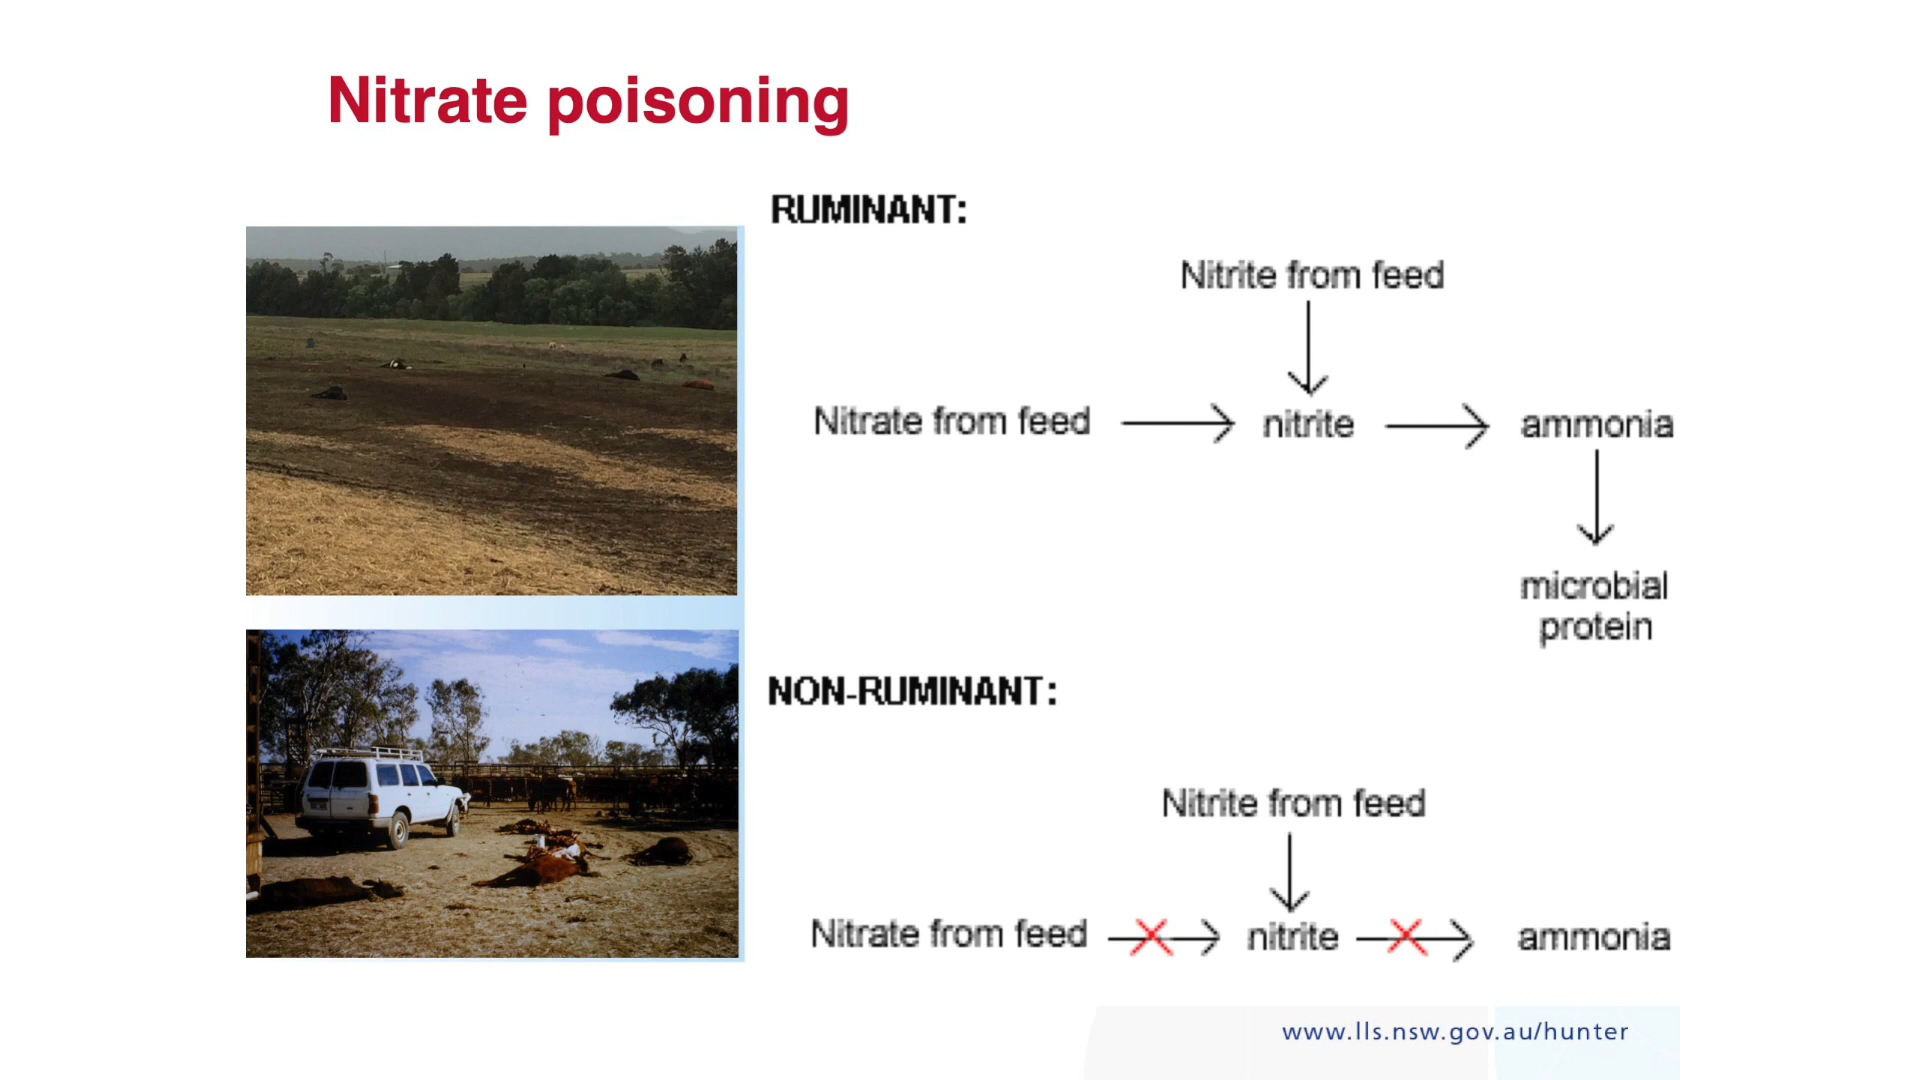 Nitrate poisoning
RUMINANT:
Nitrite from feed
Nitrate from feed
nitrite
ammonia
microbial
protein
NON-RUMINANT:
Nitrite from feed
Nitrate from feed
nitrite
ammonia
www.lls.nsw.gov.au/hunter